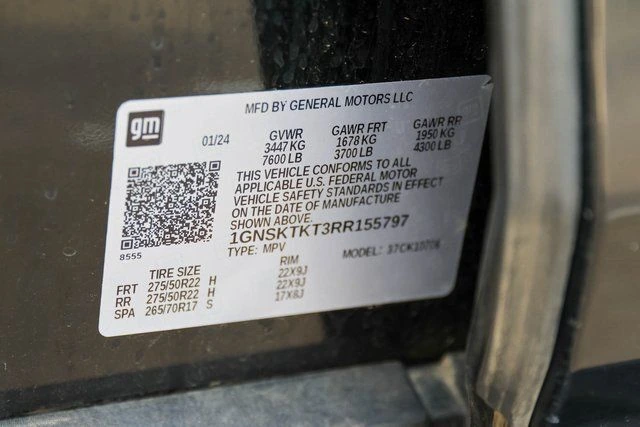 MFD BY GENERAL MOTORS LLC
gm
01/24
GVWR GAWR FRT GAWR RR
3447 KG 1678 KG 1950 KG
7600 LB 3700 LB 4300 LB
THIS VEHICLE CONFORMS TO ALL
APPLICABLE U.S. FEDERAL MOTOR
VEHICLE SAFETY STANDARDS IN EFFECT
ON THE DATE OF MANUFACTURE
SHOWN ABOVE.
1GNSKTKT3RR155797
8555
TYPE: MPV MODEL:
TIRE SIZE RIM
FRT 275/50R22 H 22X9J
RR 275/50R22 H 22X9J
SPA 265/70R17 S 17X8J